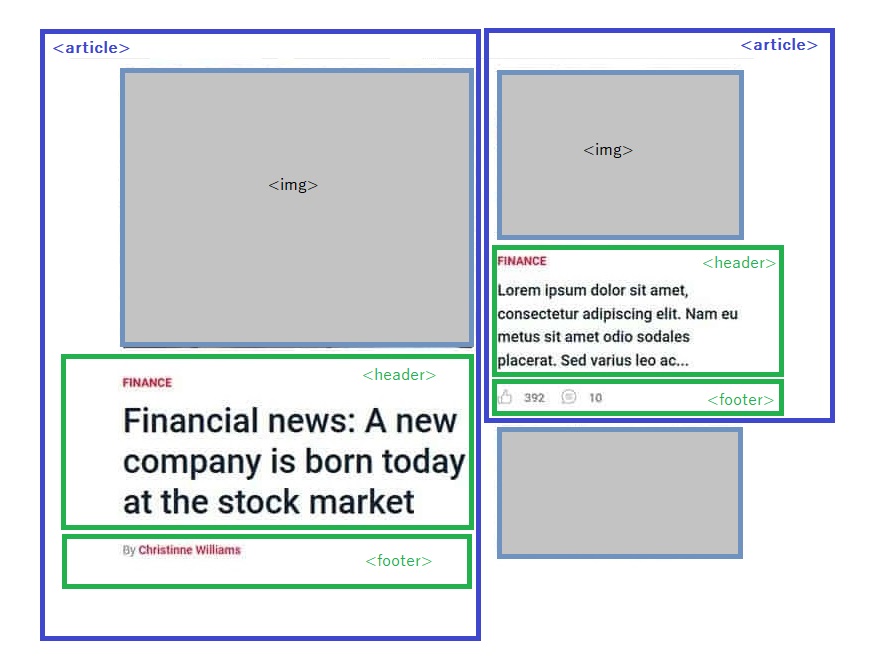 <article>
<img>
<header>
FINANCE
Financial news: A new
company is born today
at the stock market
By Christinne Williams
<footer>
<article>
<img>
FINANCE
<header>
Lorem ipsum dolor sit amet,
consectetur adipiscing elit. Nam eu
metus sit amet odio sodales
placerat. Sed varius leo ac...
392 10
<footer>